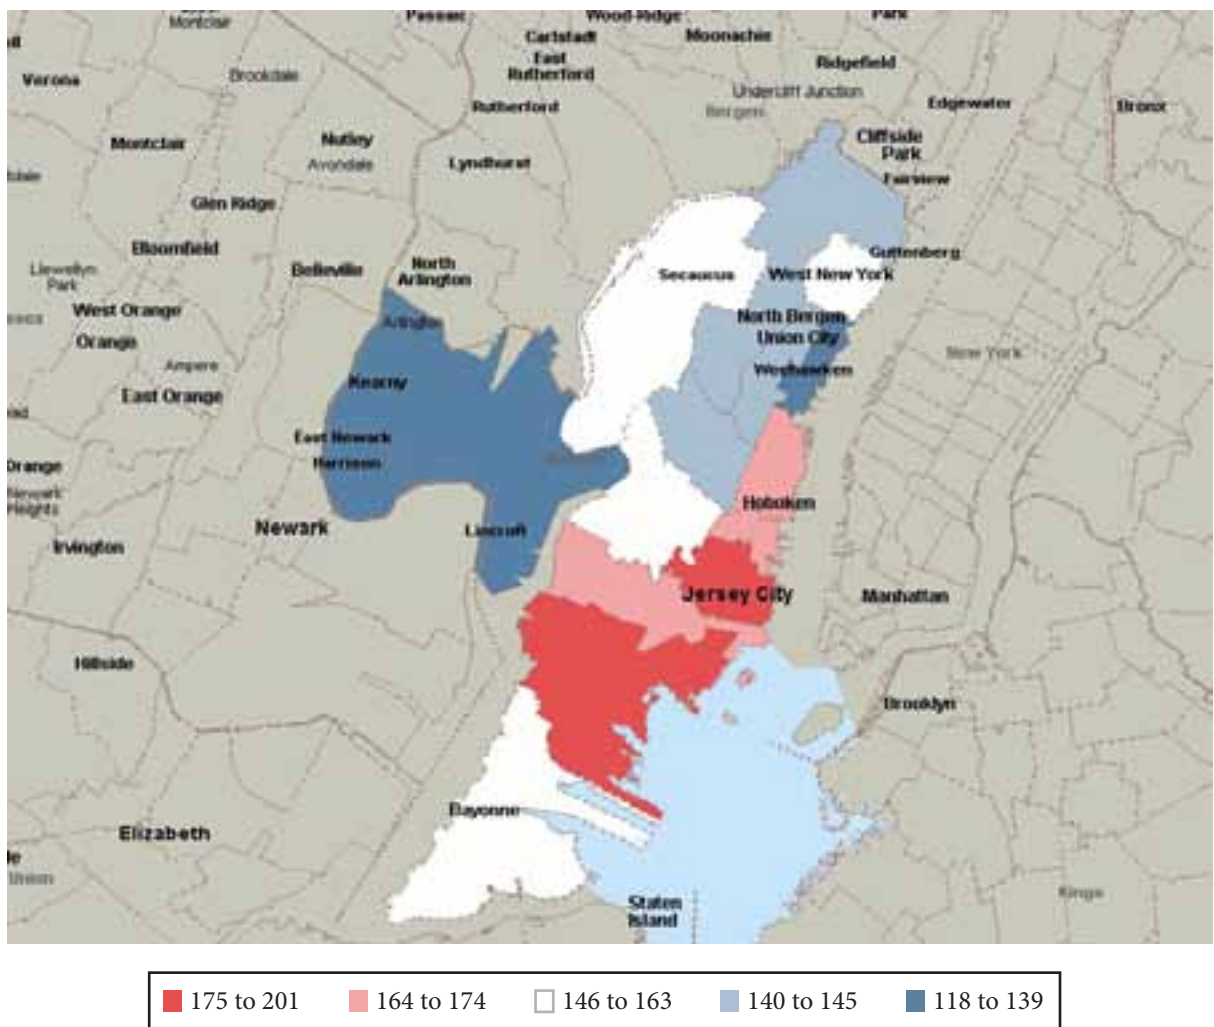 Passaic
Wood-Ridge
Park
Montclair
Carlstadt
Moonachie
East
Rutherford
Ridgefield
Verona
Brookdale
Undercliff Junction
Bergen
Edgewater
Bronx
Rutherford
Montclair
Nutley
Avondale
Lyndhurst
Cliffside
Park
Fairview
Glen Ridge
Bloomfield
Belleville
North
Arlington
Guttenberg
Llewellyn
Park
Secaucus
West New York
West Orange
Arlington
North Bergen
Union City
Orange
New York
Ampere
Kearny
Weehawken
East Orange
East Newark
Harrison
Orange
Newark
Heights
Hoboken
Newark
Lincroft
Irvington
Jersey City
Manhattan
Hillside
Brooklyn
Bayonne
Elizabeth
Union
Kings
Staten
Island
175 to 201
164 to 174
146 to 163
140 to 145
118 to 139